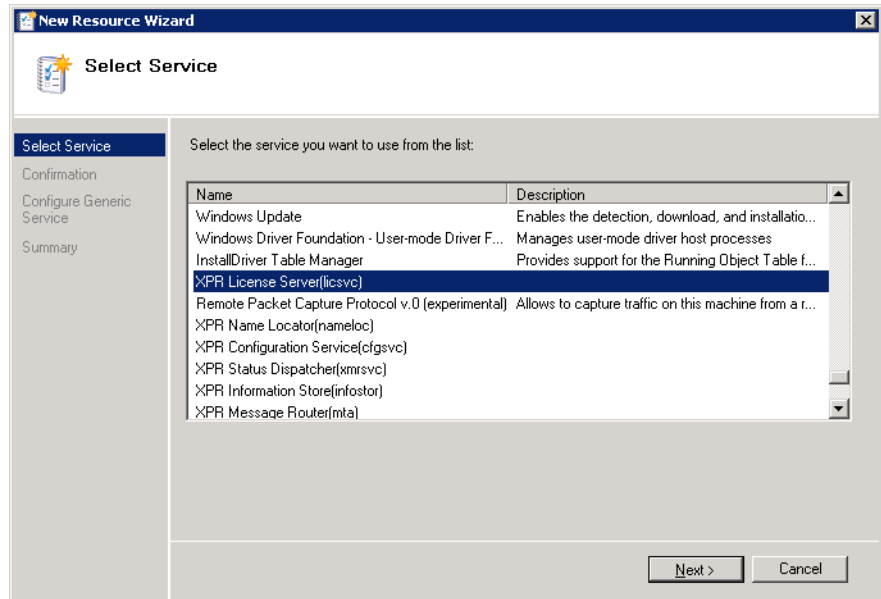 New Resource Wizard
Select Service
Select Service
Confirmation
Configure Generic
Service
Summary
Select the service you want to use from the list:
Name Description
Windows Update Enables the detection, download, and installatio...
Windows Driver Foundation - User-mode Driver F... Manages user-mode driver host processes
InstallDriver Table Manager Provides support for the Running Object Table f...
XPR License Server(licsvc)
Remote Packet Capture Protocol v.0 (experimental) Allows to capture traffic on this machine from a r...
XPR Name Locator(nameloc)
XPR Configuration Service(cfgsvc)
XPR Status Dispatcher(xmrsvc)
XPR Information Store(infostor)
XPR Message Router(mta)
Next > Cancel